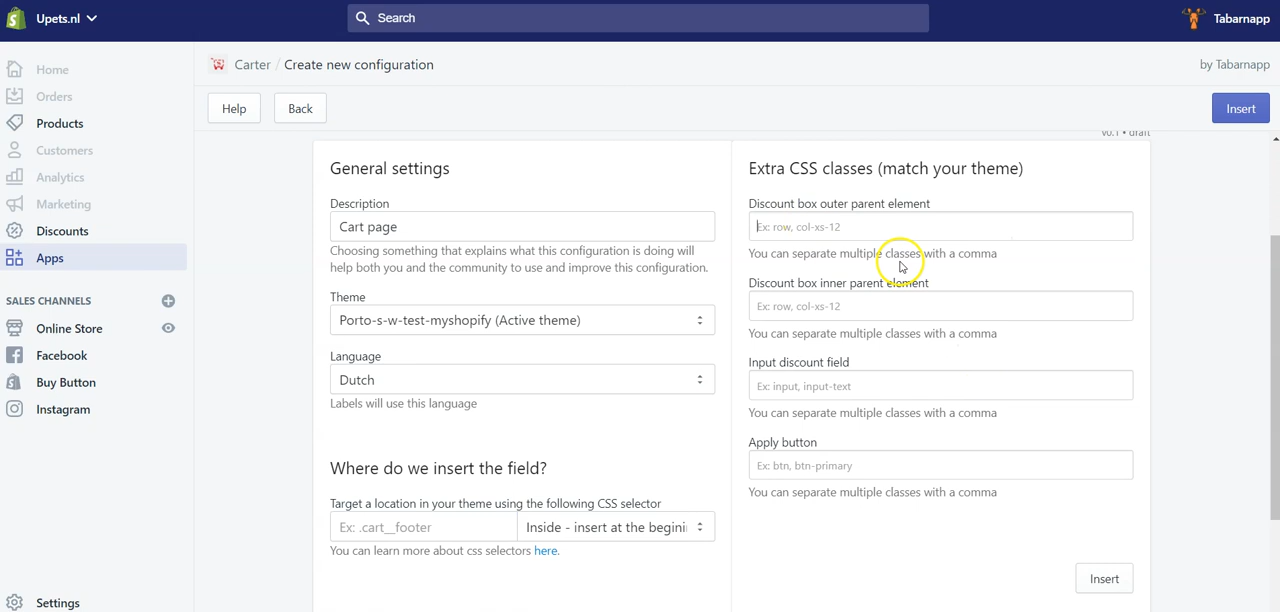 Upets.nl
Search
Tabarnapp
Home
Orders
Products
Customers
Analytics
Marketing
Discounts
Apps
SALES CHANNELS
Online Store
Facebook
Buy Button
Instagram
Settings
Carter / Create new configuration
by Tabarnapp
Help
Back
Insert
v0.1 • draft
General settings
Description
Cart page
Choosing something that explains what this configuration is doing will
help both you and the community to use and improve this configuration.
Theme
Porto-s-w-test-myshopify (Active theme)
Language
Dutch
Labels will use this language
Where do we insert the field?
Target a location in your theme using the following CSS selector
Ex: .cart__footer
Inside - insert at the begini
You can learn more about css selectors here.
Extra CSS classes (match your theme)
Discount box outer parent element
Ex: row, col-xs-12
You can separate multiple classes with a comma
Discount box inner parent element
Ex: row, col-xs-12
You can separate multiple classes with a comma
Input discount field
Ex: input, input-text
You can separate multiple classes with a comma
Apply button
Ex: btn, btn-primary
You can separate multiple classes with a comma
Insert